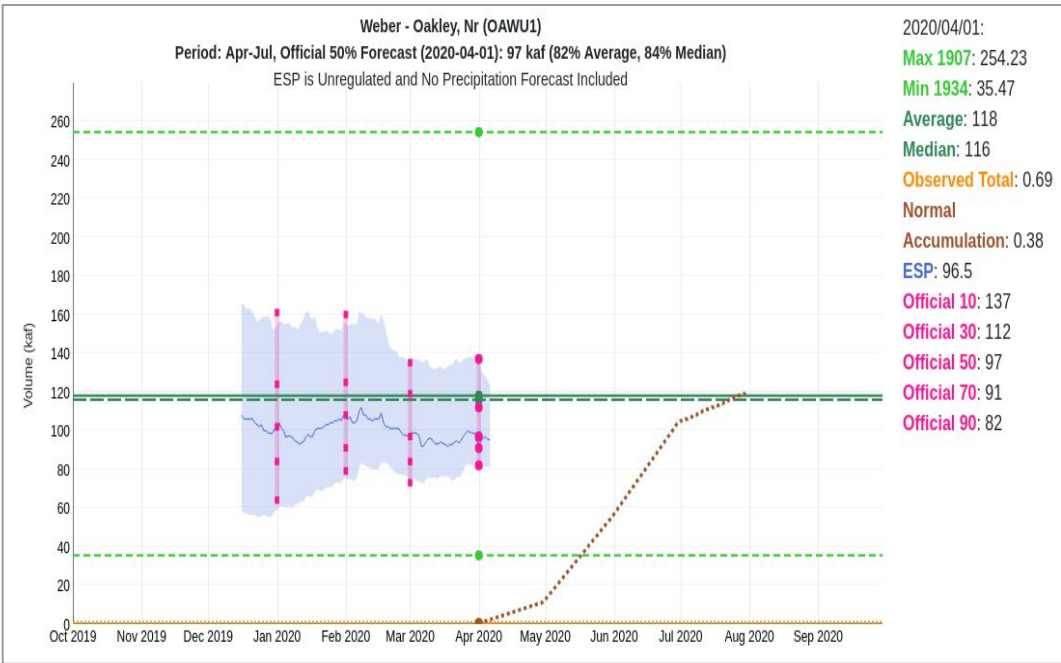 Weber - Oakley, Nr (OAWU1)
Period: Apr-Jul, Official 50% Forecast (2020-04-01): 97 kaf (82% Average, 84% Median)
ESP is Unregulated and No Precipitation Forecast Included
Volume (kaf)
260
240
220
200
180
160
140
120
100
80
60
40
20
0
Oct 2019 Nov 2019 Dec 2019 Jan 2020 Feb 2020 Mar 2020 Apr 2020 May 2020 Jun 2020 Jul 2020 Aug 2020 Sep 2020
2020/04/01:
Max 1907: 254.23
Min 1934: 35.47
Average: 118
Median: 116
Observed Total: 0.69
Normal
Accumulation: 0.38
ESP: 96.5
Official 10: 137
Official 30: 112
Official 50: 97
Official 70: 91
Official 90: 82